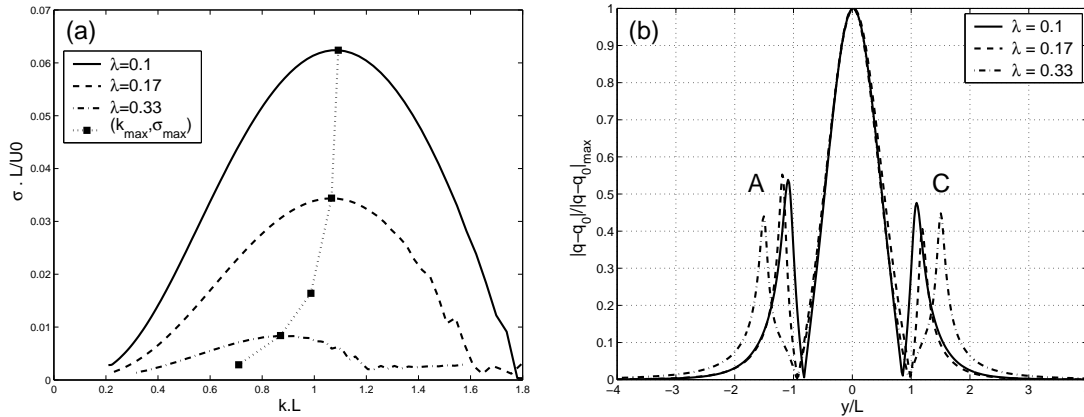 (a)
λ=0.1
λ=0.17
λ=0.33
(k_max,σ_max)
σ . L/U0
0.07
0.06
0.05
0.04
0.03
0.02
0.01
0
0 0.2 0.4 0.6 0.8 1 1.2 1.4 1.6 1.8
k.L
(b)
λ = 0.1
λ = 0.17
λ = 0.33
A
C
|q−q_0|/|q−q_0|_max
1
0.9
0.8
0.7
0.6
0.5
0.4
0.3
0.2
0.1
0
−4 −3 −2 −1 0 1 2 3 4
y/L